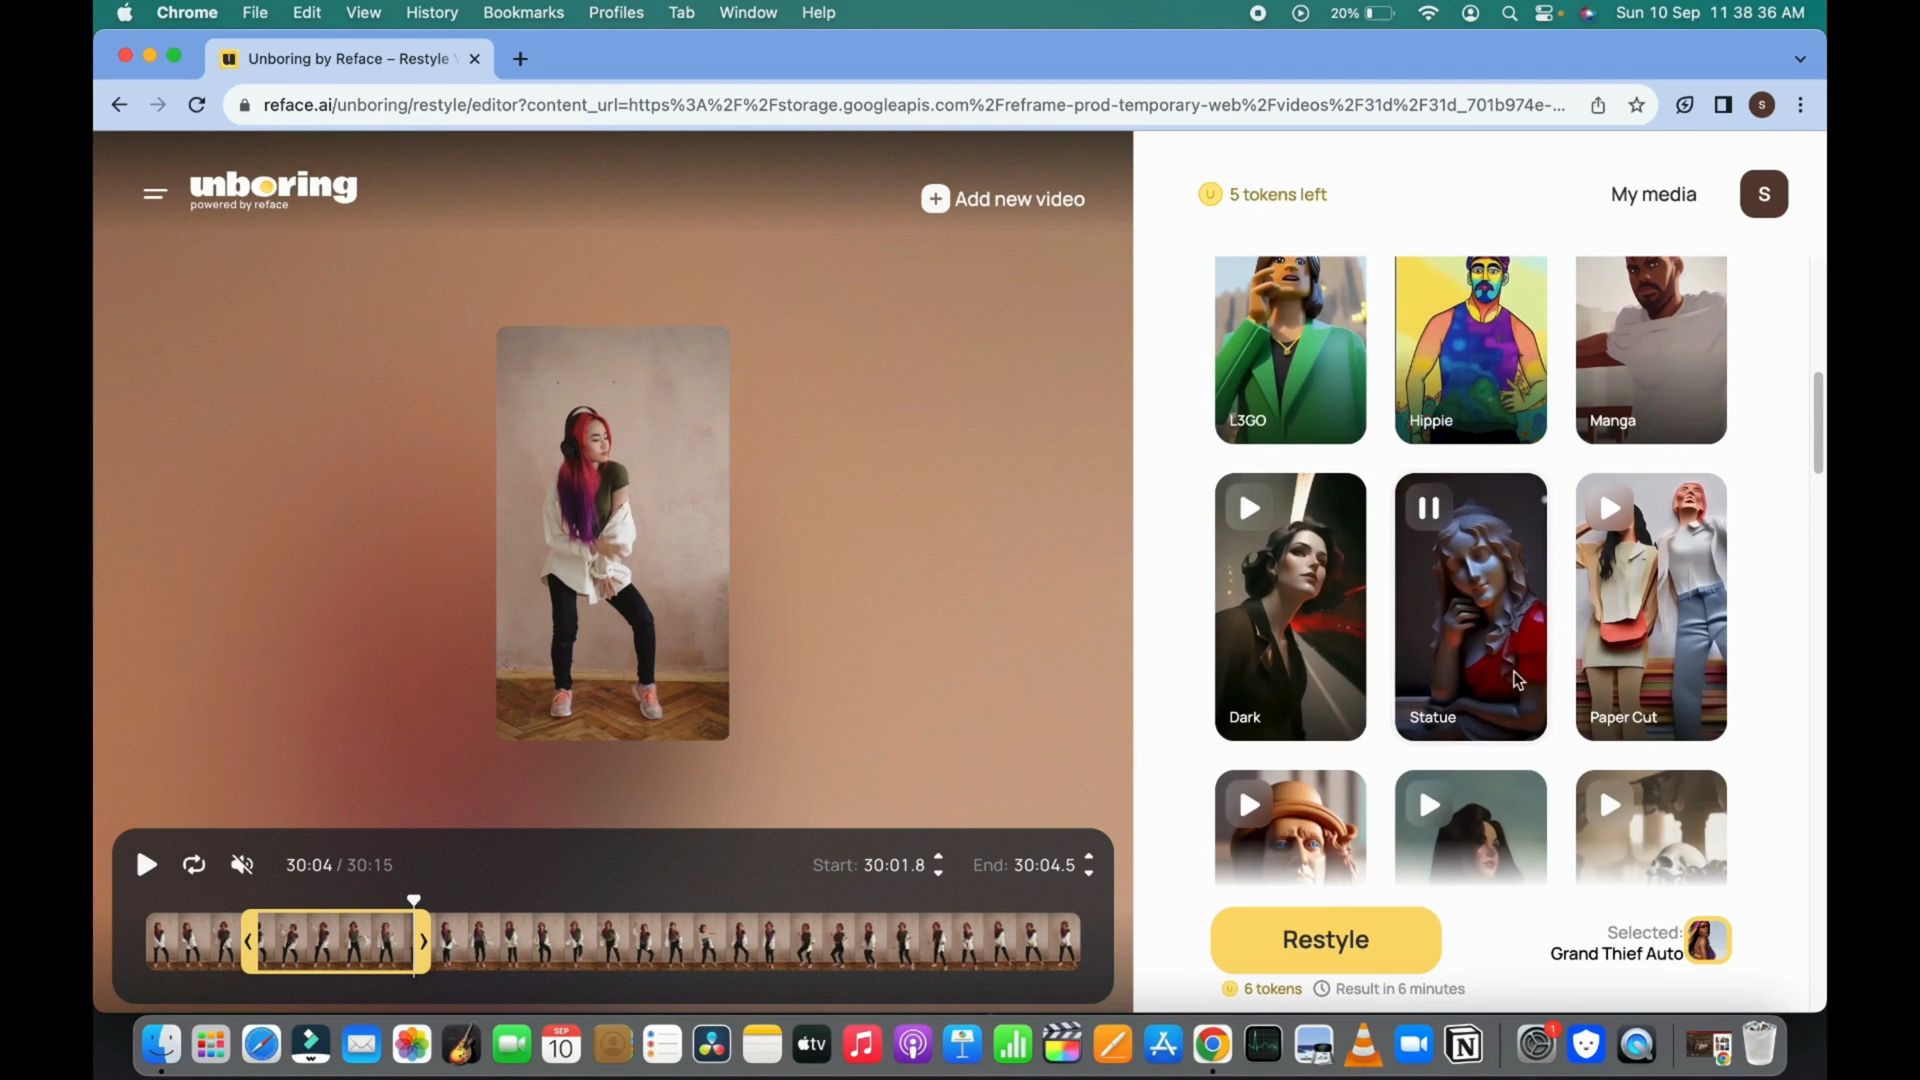 Chrome File Edit View History Bookmarks Profiles Tab Window Help 20% Sun 10 Sep 11 38 36 AM
u Unboring by Reface – Restyle
reface.ai/unboring/restyle/editor?content_url=https%3A%2F%2Fstorage.googleapis.com%2Freframe-prod-temporary-web%2Fvideos%2F31d%2F31d_701b974e-... s
unboring
powered by reface
Add new video
U 5 tokens left My media S
L3GO Hippie Manga
Dark Statue Paper Cut
30:04 / 30:15 Start: 30:01.8 End: 30:04.5
Restyle
Selected:
Grand Thief Auto
U 6 tokens Result in 6 minutes
SEP
10
tv
N
1